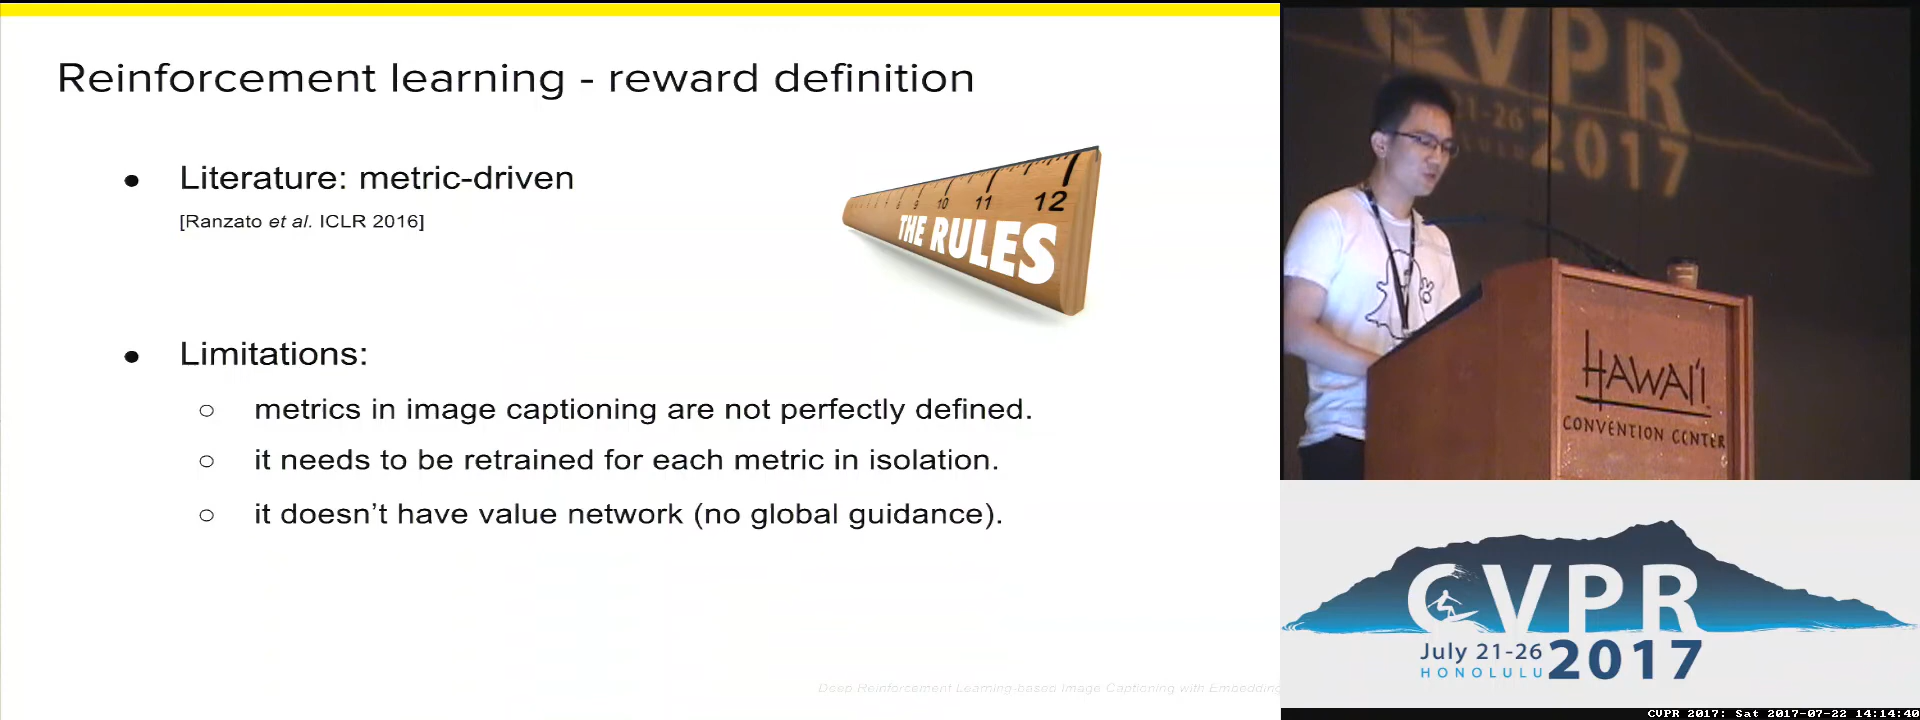 Reinforcement learning - reward definition
● Literature: metric-driven
[Ranzato et al. ICLR 2016]
8 9 10 11 12
THE RULES
● Limitations:
○ metrics in image captioning are not perfectly defined.
○ it needs to be retrained for each metric in isolation.
○ it doesn't have value network (no global guidance).
Deep Reinforcement Learning-based Image Captioning with Embedding
CVPR
21-26
2017
HAWAI'I
CONVENTION CENTER
CVPR
July 21-26
HONOLULU
2017
CVPR 2017: Sat 2017-07-22 14:14:40